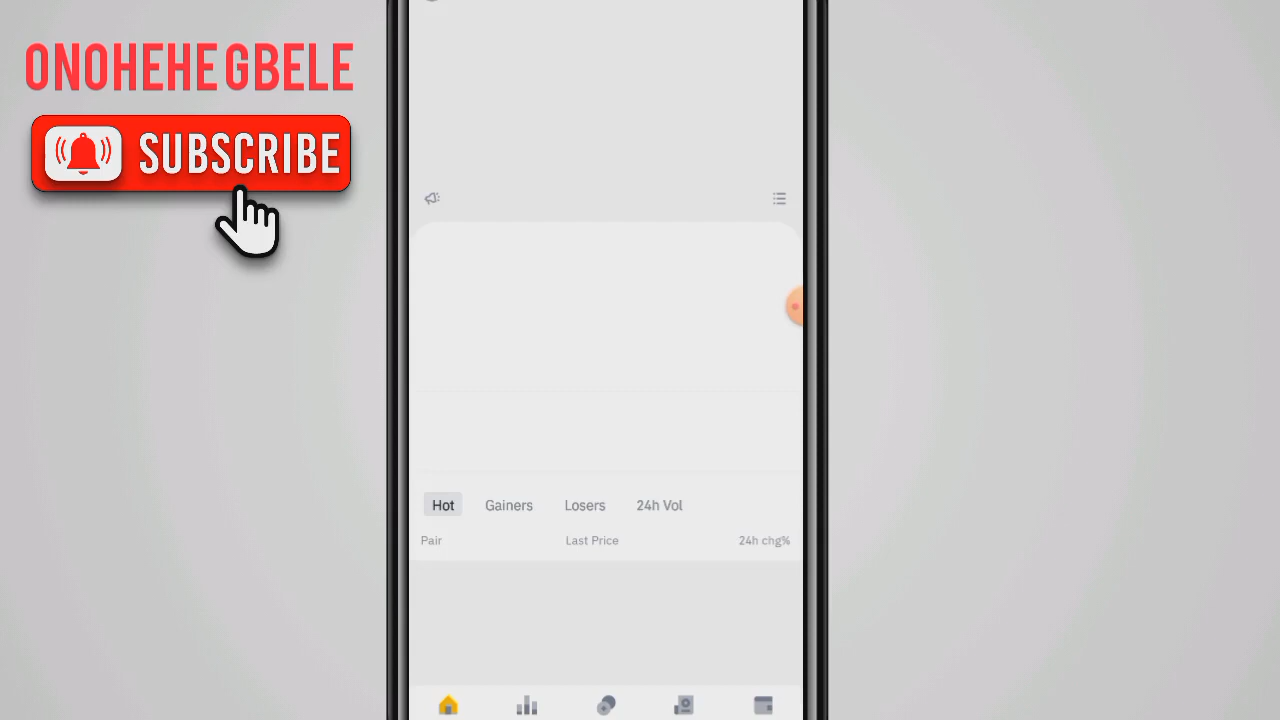 ONOHEHE GBELE
SUBSCRIBE
Hot Gainers Losers 24h Vol
Pair Last Price 24h chg%